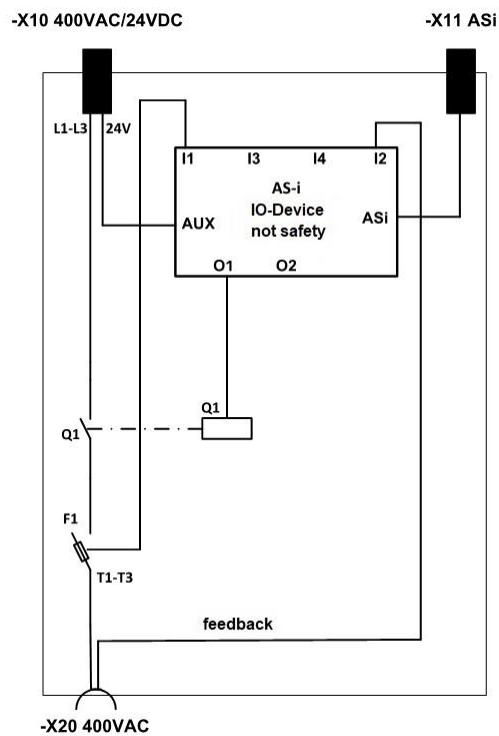 -X10 400VAC/24VDC
-X11 ASi
L1-L3
24V
I1
I3
I4
I2
AS-i
IO-Device
not safety
AUX
ASi
O1
O2
Q1
Q1
F1
T1-T3
feedback
-X20 400VAC